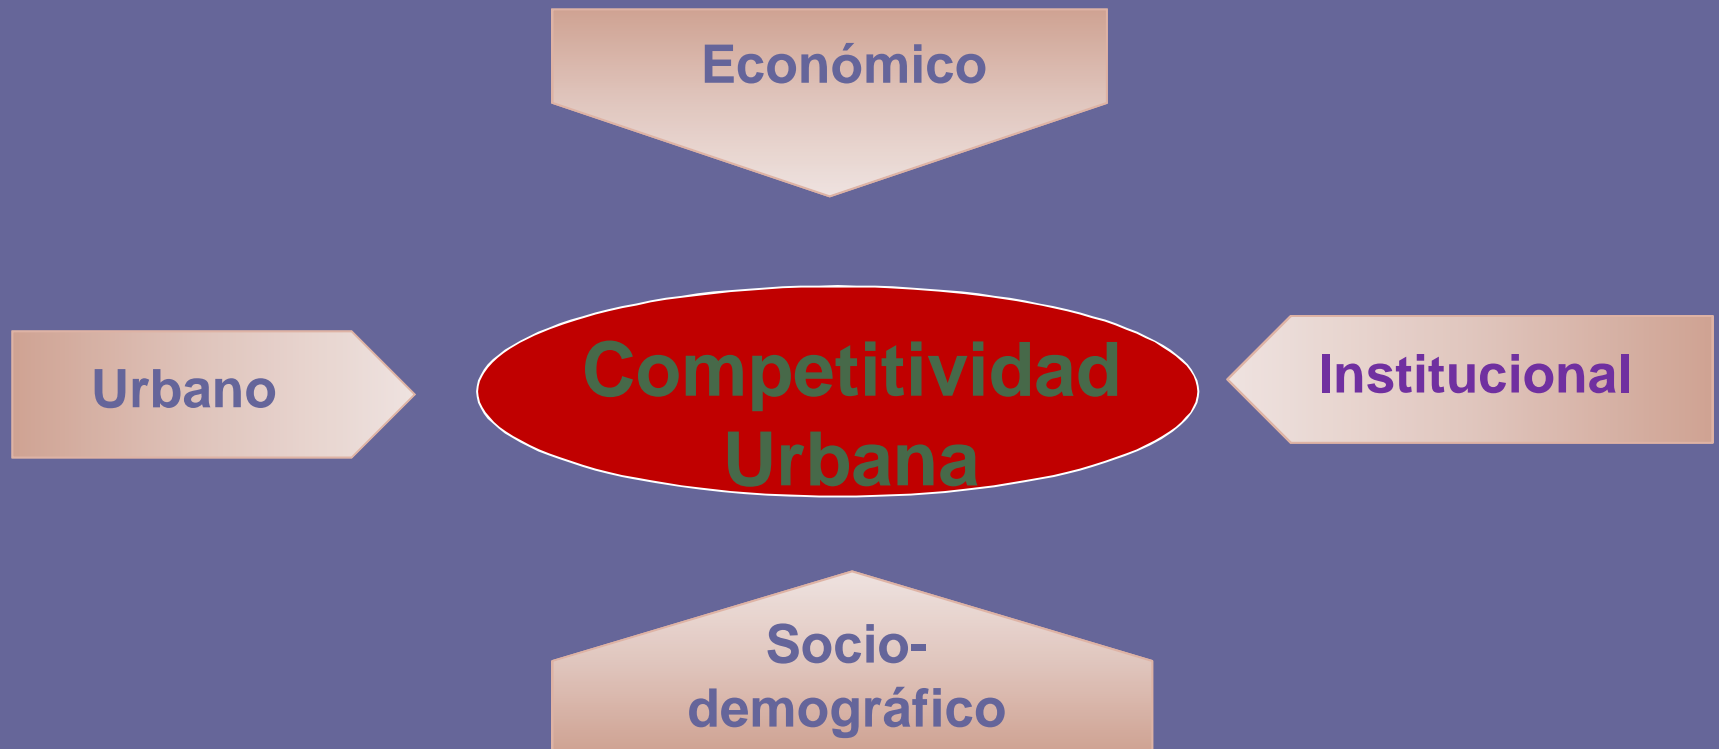 Económico
Urbano
Competitividad
Urbana
Institucional
Socio-
demográfico